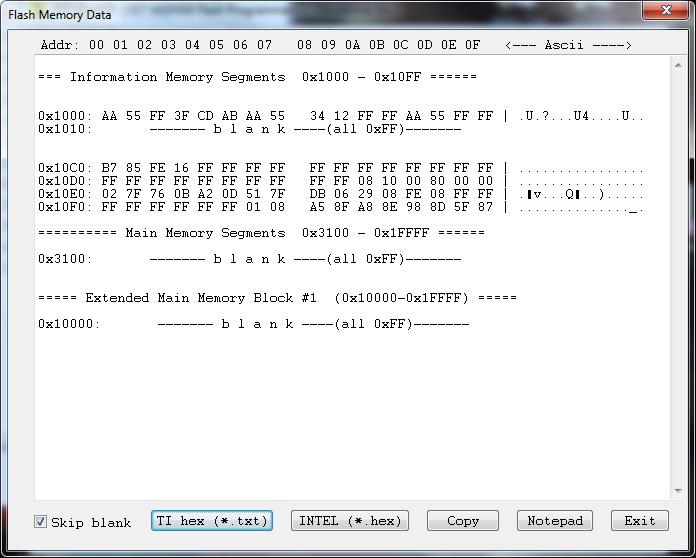 Flash Memory Data
Addr: 00 01 02 03 04 05 06 07 08 09 0A 0B 0C 0D 0E 0F <--- Ascii ---->
=== Information Memory Segments 0x1000 - 0x10FF ======
0x1000: AA 55 FF 3F CD AB AA 55 34 12 FF FF AA 55 FF FF | .U.?...U4....U..
0x1010: ------- b l a n k ----(all 0xFF)-------
0x10C0: B7 85 FE 16 FF FF FF FF FF FF FF FF FF FF FF FF | ................
0x10D0: FF FF FF FF FF FF FF FF FF FF 08 10 00 80 00 00 | ................
0x10E0: 02 7F 76 0B A2 0D 51 7F DB 06 29 08 FE 08 FF FF | .▮v...Q▮..).....
0x10F0: FF FF FF FF FF FF 01 08 A5 8F A8 8E 98 8D 5F 87 | .............._.
========== Main Memory Segments 0x3100 - 0x1FFFF ======
0x3100: ------- b l a n k ----(all 0xFF)-------
===== Extended Main Memory Block #1 (0x10000-0x1FFFF) =====
0x10000: ------- b l a n k ----(all 0xFF)-------
Skip blank TI hex (*.txt) INTEL (*.hex) Copy Notepad Exit